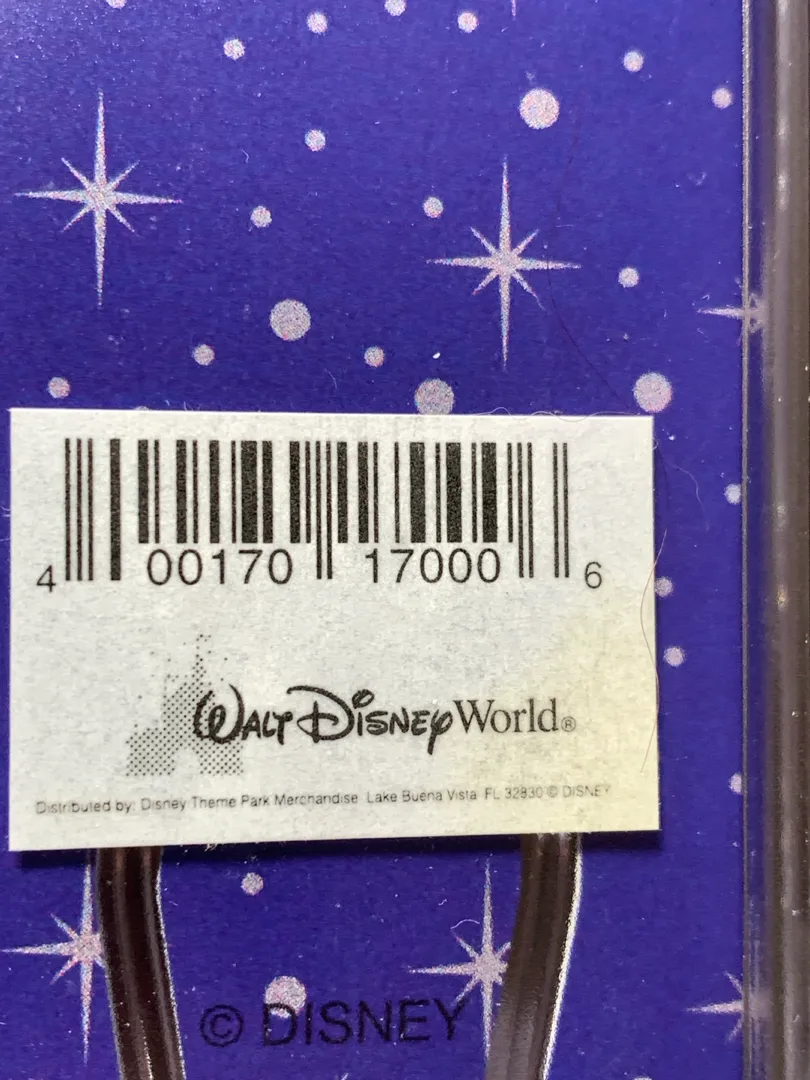 4 00170 17000 6
WALT DISNEY World®
Distributed by: Disney Theme Park Merchandise Lake Buena Vista FL 32830 © DISNEY
© DISNEY